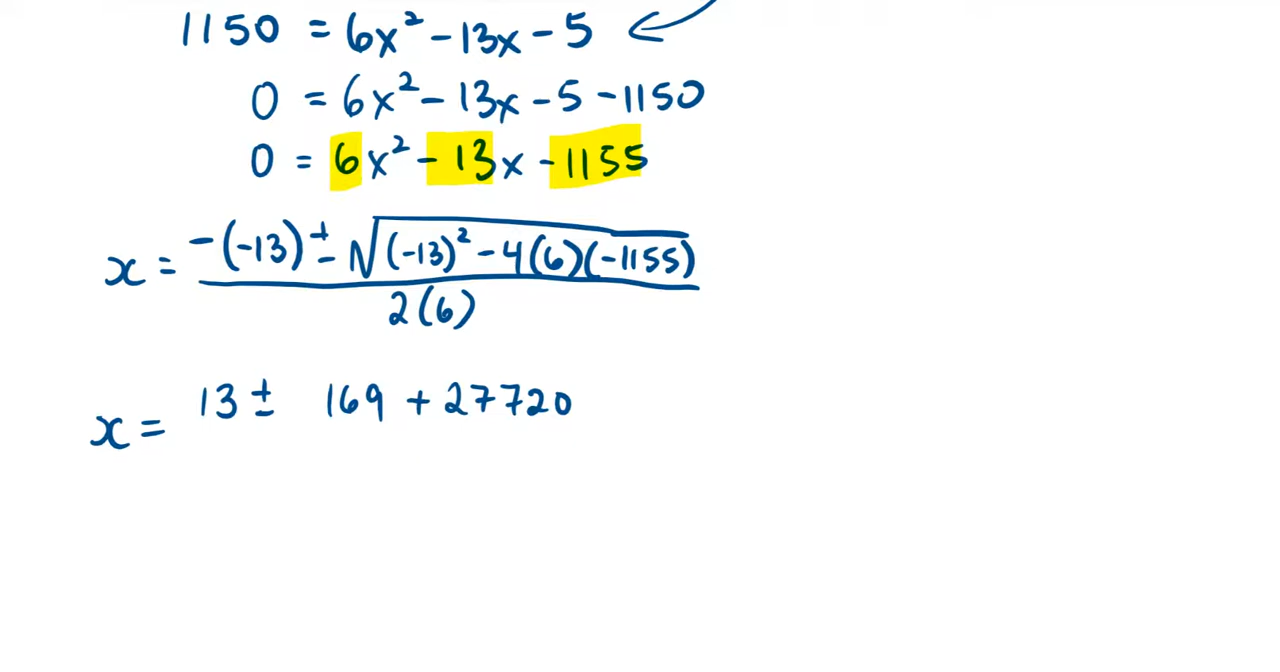 1150 = 6x² - 13x - 5
0 = 6x² - 13x - 5 - 1150
0 = 6x² - 13x - 1155
x = -(-13) ± √(-13)² - 4(6)(-1155)
2(6)
x = 13 ± 169 + 27720